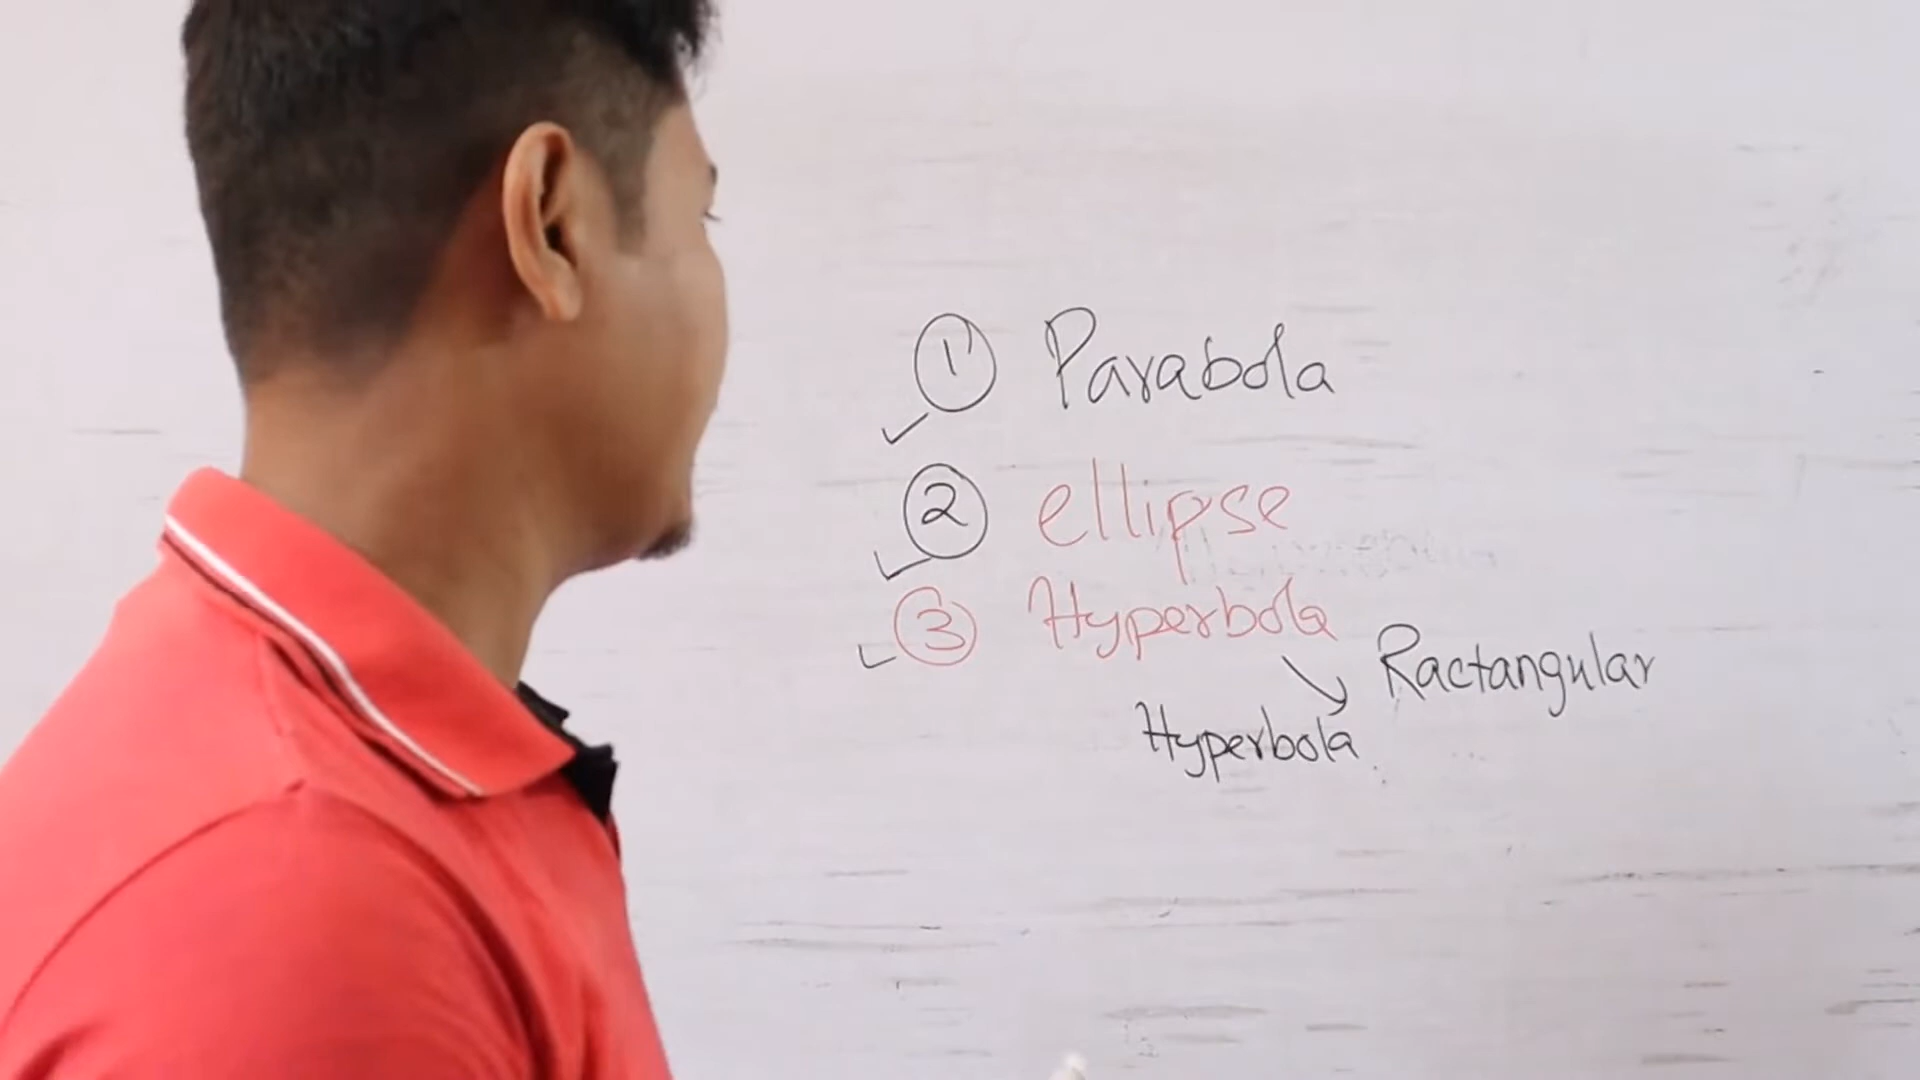 1 Parabola
2 ellipse
3 Hyperbola
Ractangular
Hyperbola